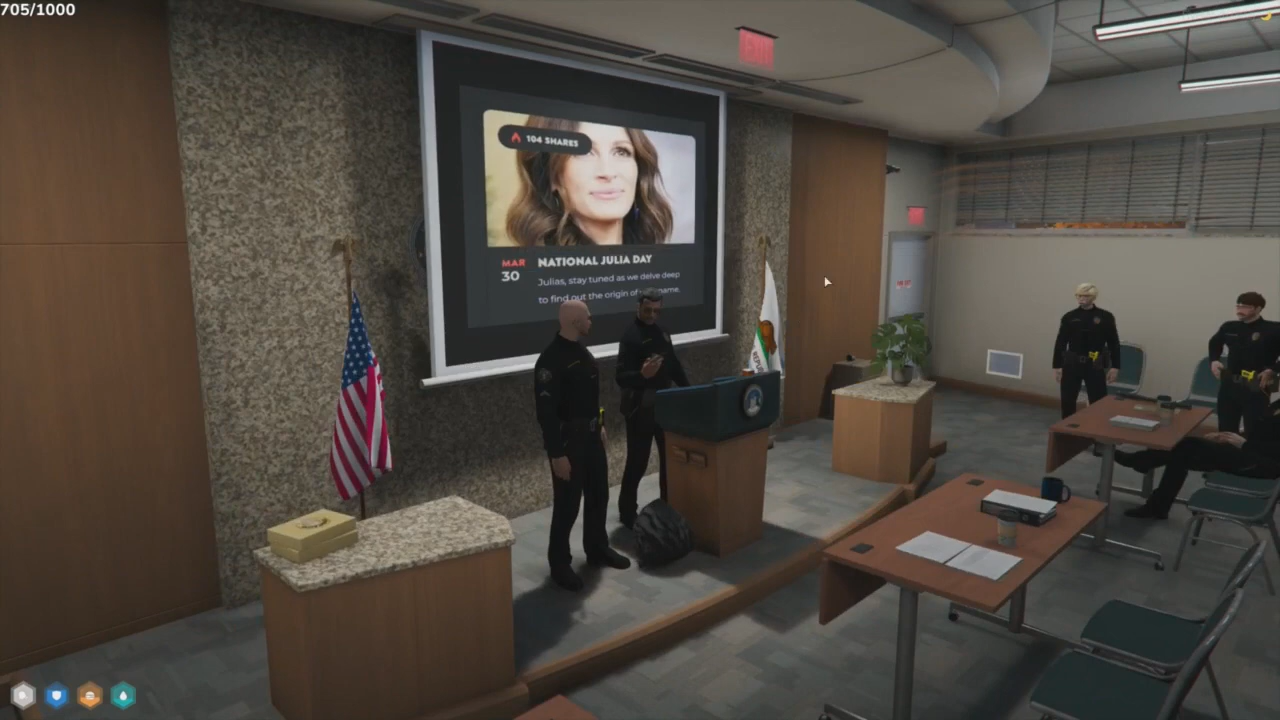 705/1000
EXIT
104 SHARES
MAR
30
NATIONAL JULIA DAY
Julias, stay tuned as we delve deep
to find out the origin of
name,